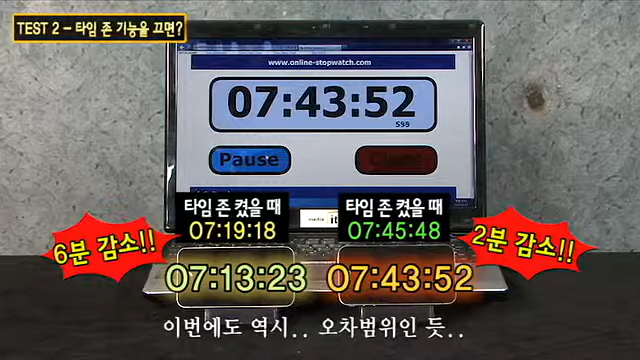 TEST 2 - 타임 존 기능을 끄면?
www.online-stopwatch.com
07:43:52
598
Pause
Clear
타임 존 켰을 때
07:19:18
타임 존 켰을 때
07:45:48
6분 감소!!
2분 감소!!
07:13:23
07:43:52
이번에도 역시.. 오차범위인 듯..